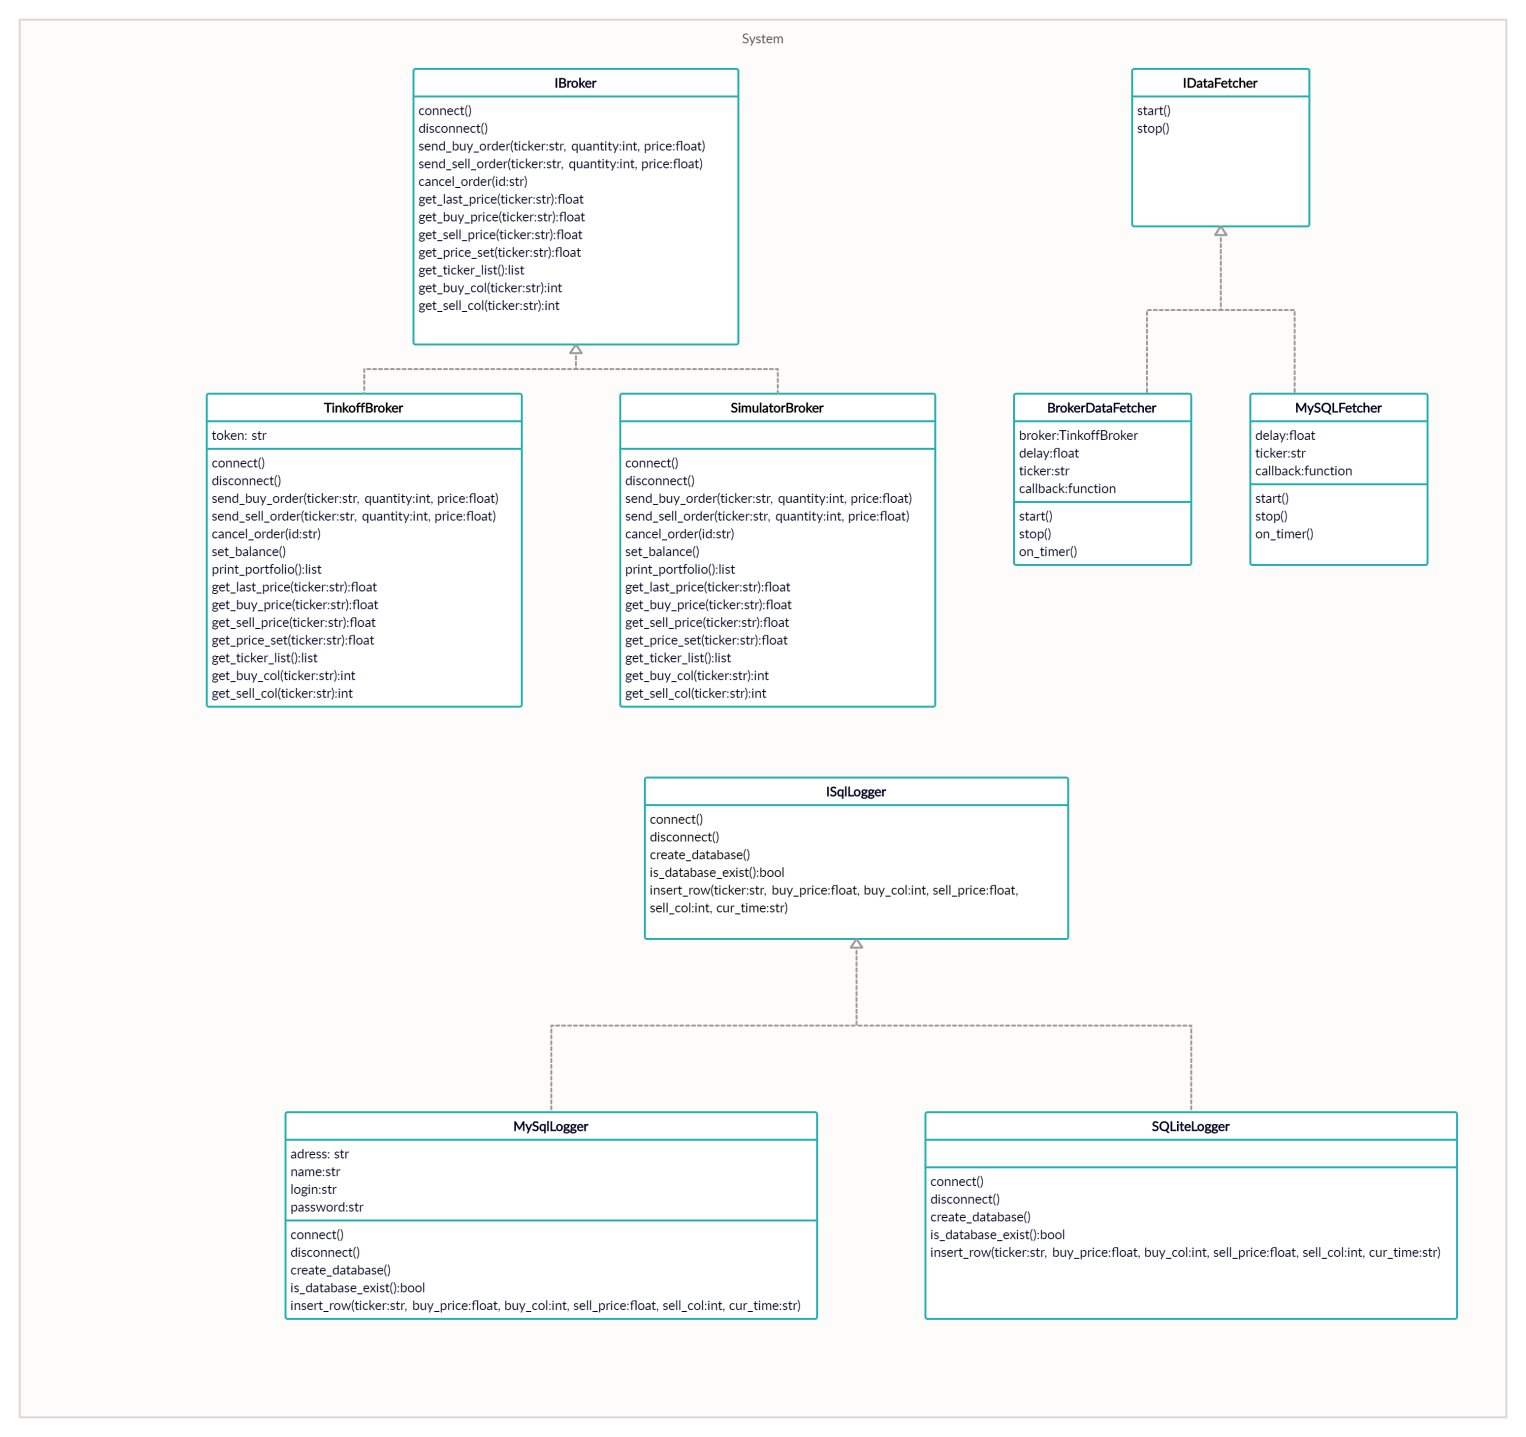 System
IBroker
connect()
disconnect()
send_buy_order(ticker:str, quantity:int, price:float)
send_sell_order(ticker:str, quantity:int, price:float)
cancel_order(id:str)
get_last_price(ticker:str):float
get_buy_price(ticker:str):float
get_sell_price(ticker:str):float
get_price_set(ticker:str):float
get_ticker_list():list
get_buy_col(ticker:str):int
get_sell_col(ticker:str):int
IDataFetcher
start()
stop()
TinkoffBroker
token: str
connect()
disconnect()
send_buy_order(ticker:str, quantity:int, price:float)
send_sell_order(ticker:str, quantity:int, price:float)
cancel_order(id:str)
set_balance()
print_portfolio():list
get_last_price(ticker:str):float
get_buy_price(ticker:str):float
get_sell_price(ticker:str):float
get_price_set(ticker:str):float
get_ticker_list():list
get_buy_col(ticker:str):int
get_sell_col(ticker:str):int
SimulatorBroker
connect()
disconnect()
send_buy_order(ticker:str, quantity:int, price:float)
send_sell_order(ticker:str, quantity:int, price:float)
cancel_order(id:str)
set_balance()
print_portfolio():list
get_last_price(ticker:str):float
get_buy_price(ticker:str):float
get_sell_price(ticker:str):float
get_price_set(ticker:str):float
get_ticker_list():list
get_buy_col(ticker:str):int
get_sell_col(ticker:str):int
BrokerDataFetcher
broker:TinkoffBroker
delay:float
ticker:str
callback:function
start()
stop()
on_timer()
MySQLFetcher
delay:float
ticker:str
callback:function
start()
stop()
on_timer()
ISqlLogger
connect()
disconnect()
create_database()
is_database_exist():bool
insert_row(ticker:str, buy_price:float, buy_col:int, sell_price:float,
sell_col:int, cur_time:str)
MySqlLogger
adress: str
name:str
login:str
password:str
connect()
disconnect()
create_database()
is_database_exist():bool
insert_row(ticker:str, buy_price:float, buy_col:int, sell_price:float, sell_col:int, cur_time:str)
SQLiteLogger
connect()
disconnect()
create_database()
is_database_exist():bool
insert_row(ticker:str, buy_price:float, buy_col:int, sell_price:float, sell_col:int, cur_time:str)